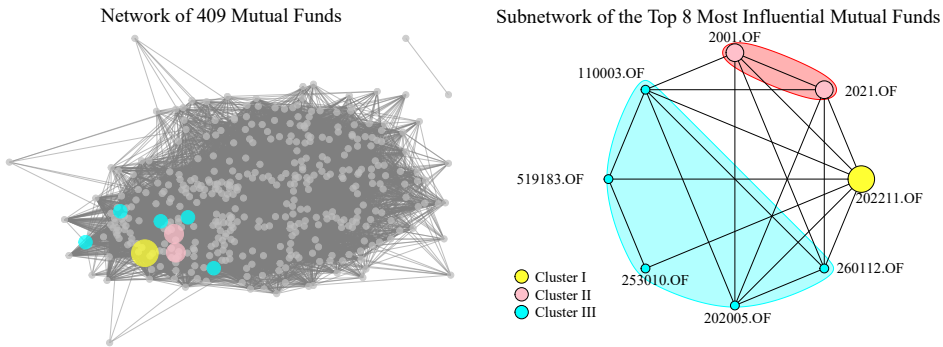 Network of 409 Mutual Funds
Subnetwork of the Top 8 Most Influential Mutual Funds
2001.OF
110003.OF
2021.OF
519183.OF
202211.OF
260112.OF
253010.OF
202005.OF
Cluster I
Cluster II
Cluster III